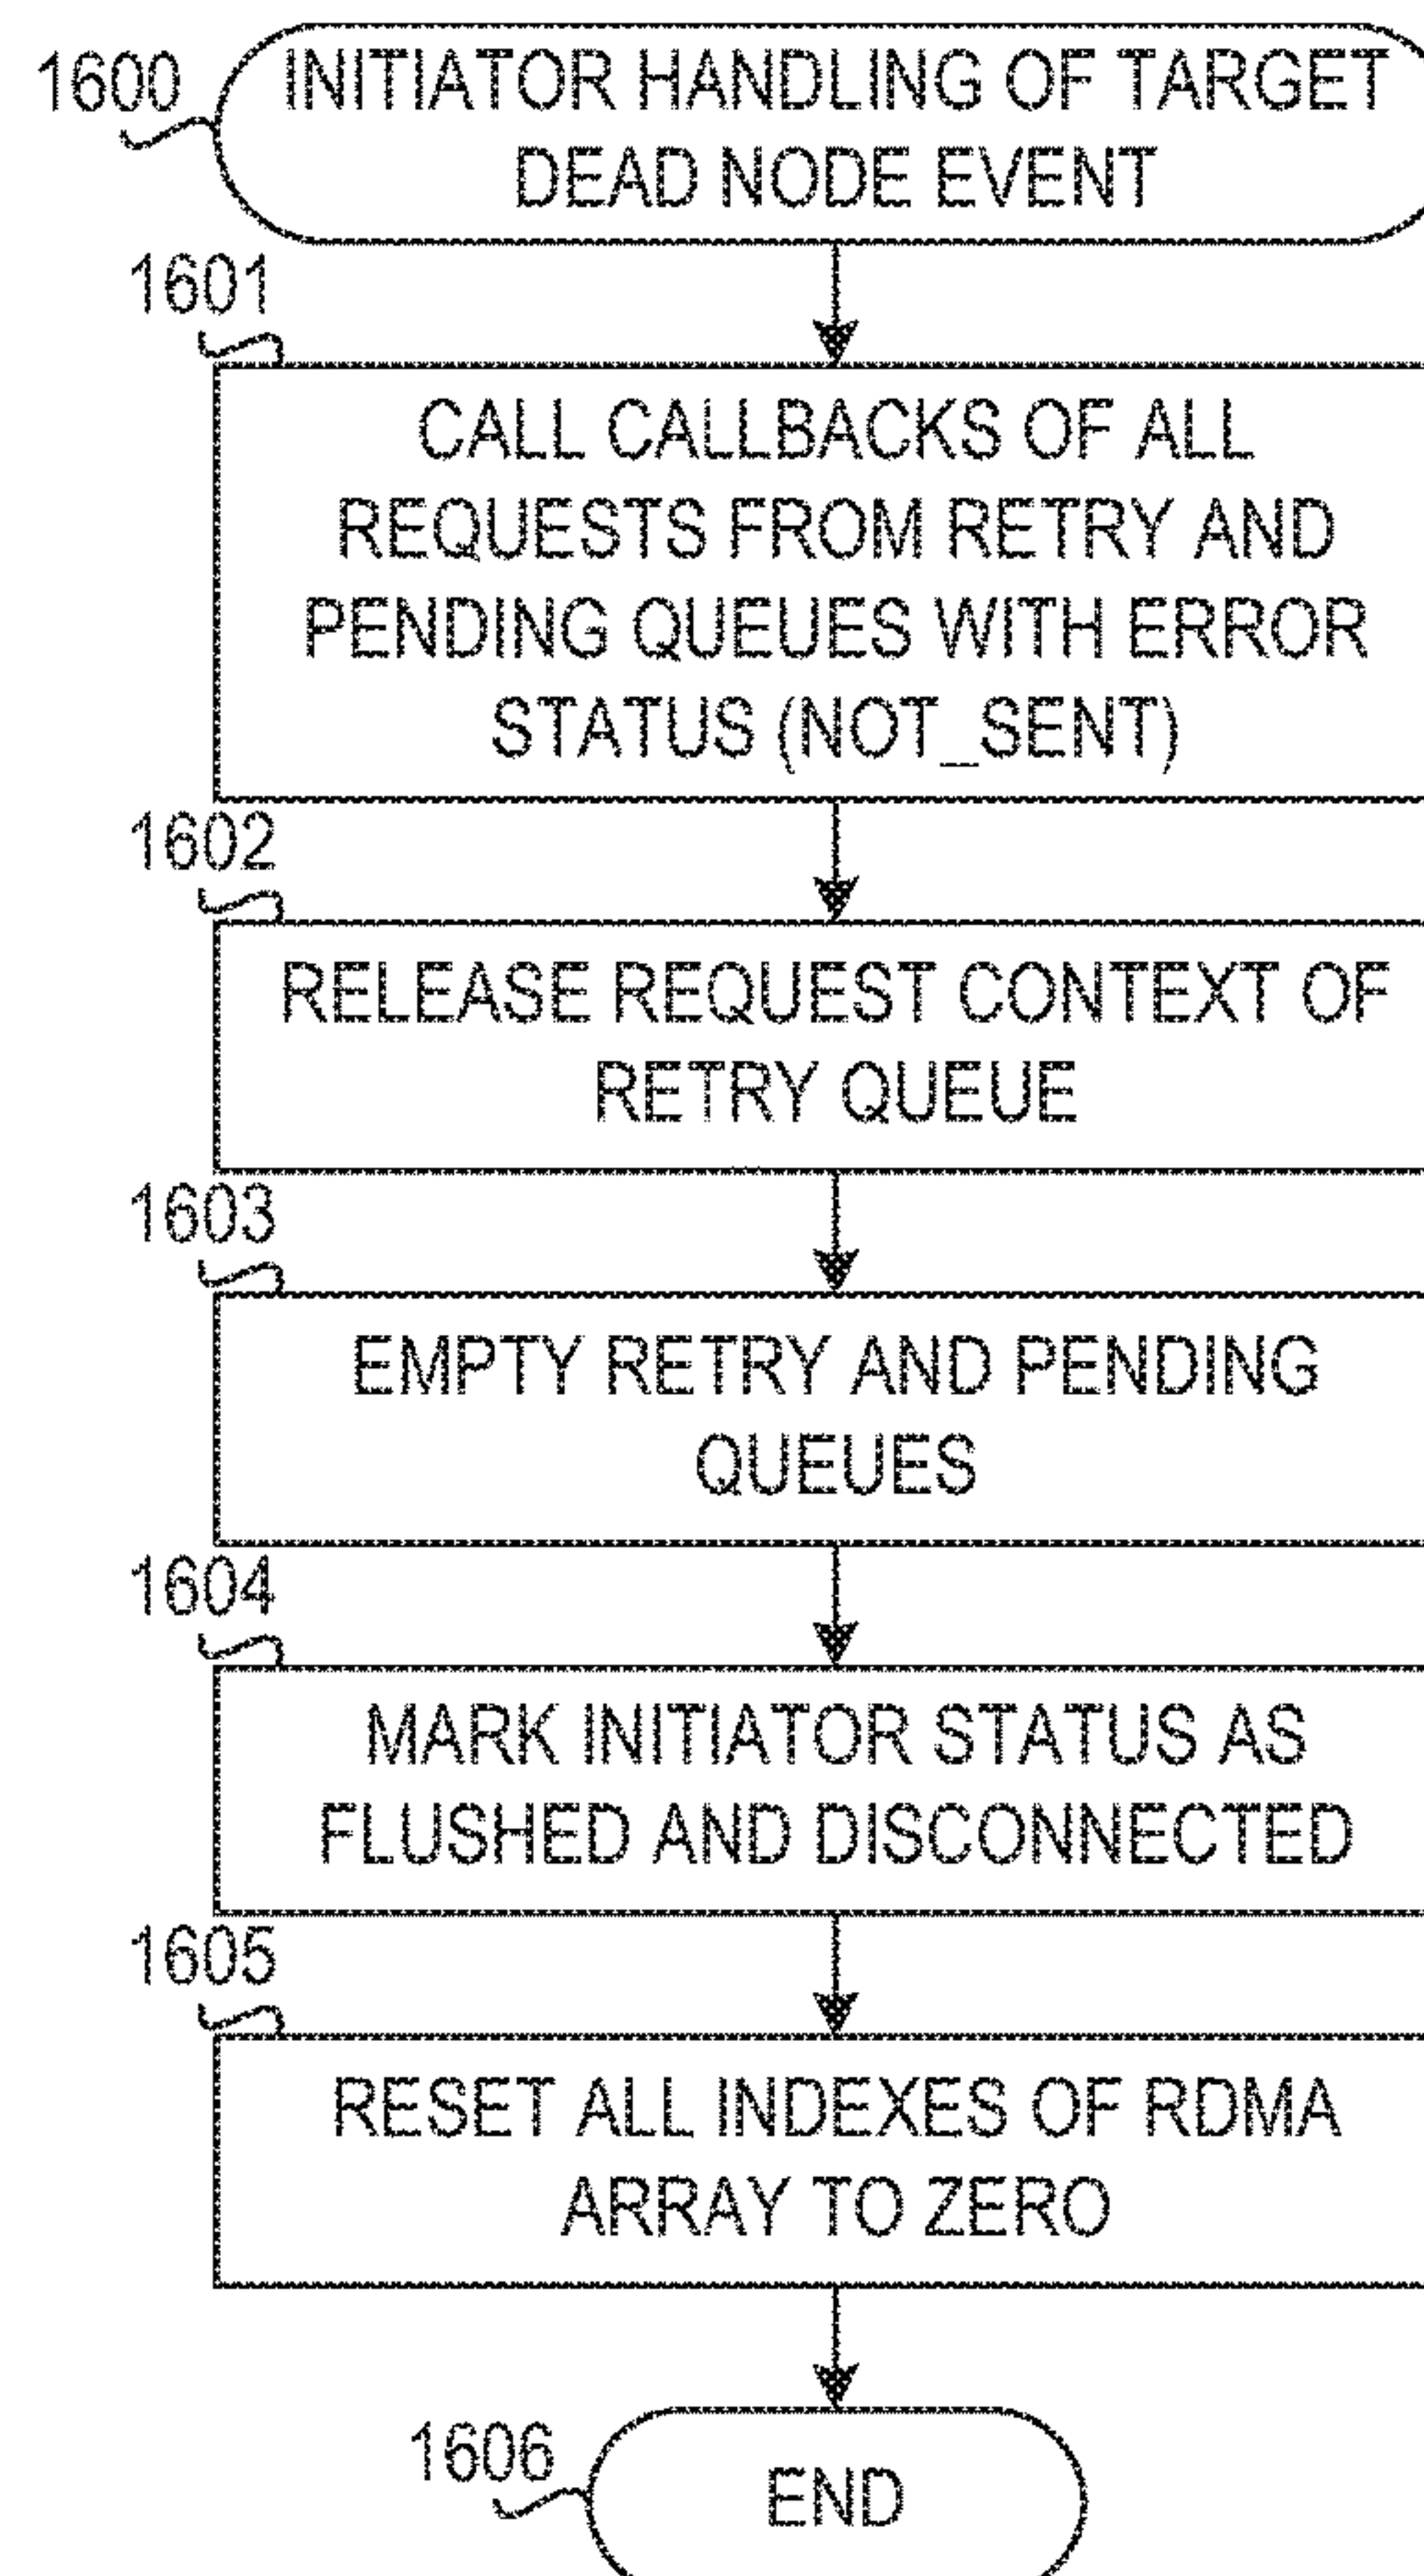 1600
INITIATOR HANDLING OF TARGET
DEAD NODE EVENT
1601
CALL CALLBACKS OF ALL
REQUESTS FROM RETRY AND
PENDING QUEUES WITH ERROR
STATUS (NOT_SENT)
1602
RELEASE REQUEST CONTEXT OF
RETRY QUEUE
1603
EMPTY RETRY AND PENDING
QUEUES
1604
MARK INITIATOR STATUS AS
FLUSHED AND DISCONNECTED
1605
RESET ALL INDEXES OF RDMA
ARRAY TO ZERO
1606
END